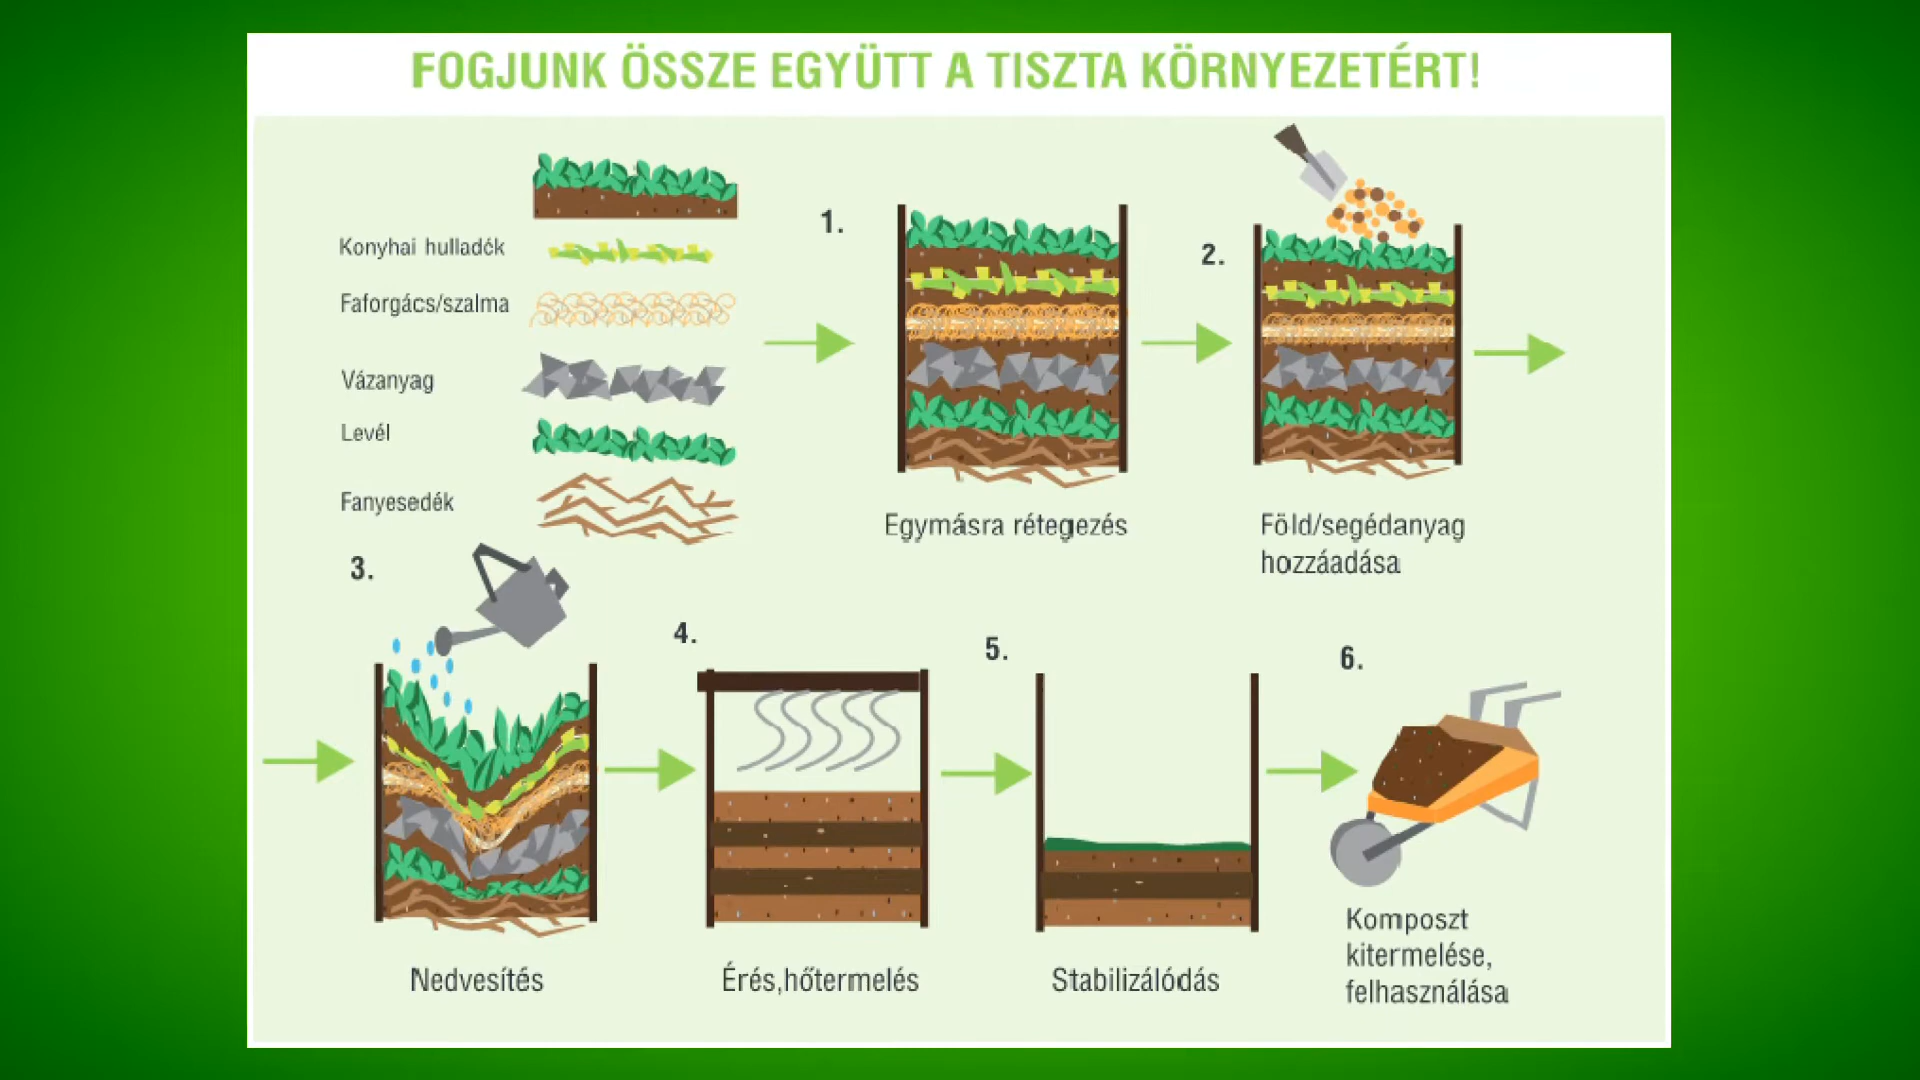 FOGJUNK ÖSSZE EGYÜTT A TISZTA KÖRNYEZETÉRT!
Konyhai hulladék
Faforgács/szalma
Vázanyag
Levél
Fanyesedék
1.
Egymásra rétegezés
2.
Föld/segédanyag
hozzáadása
3.
Nedvesítés
4.
Érés,hőtermelés
5.
Stabilizálódás
6.
Komposzt
kitermelése,
felhasználása